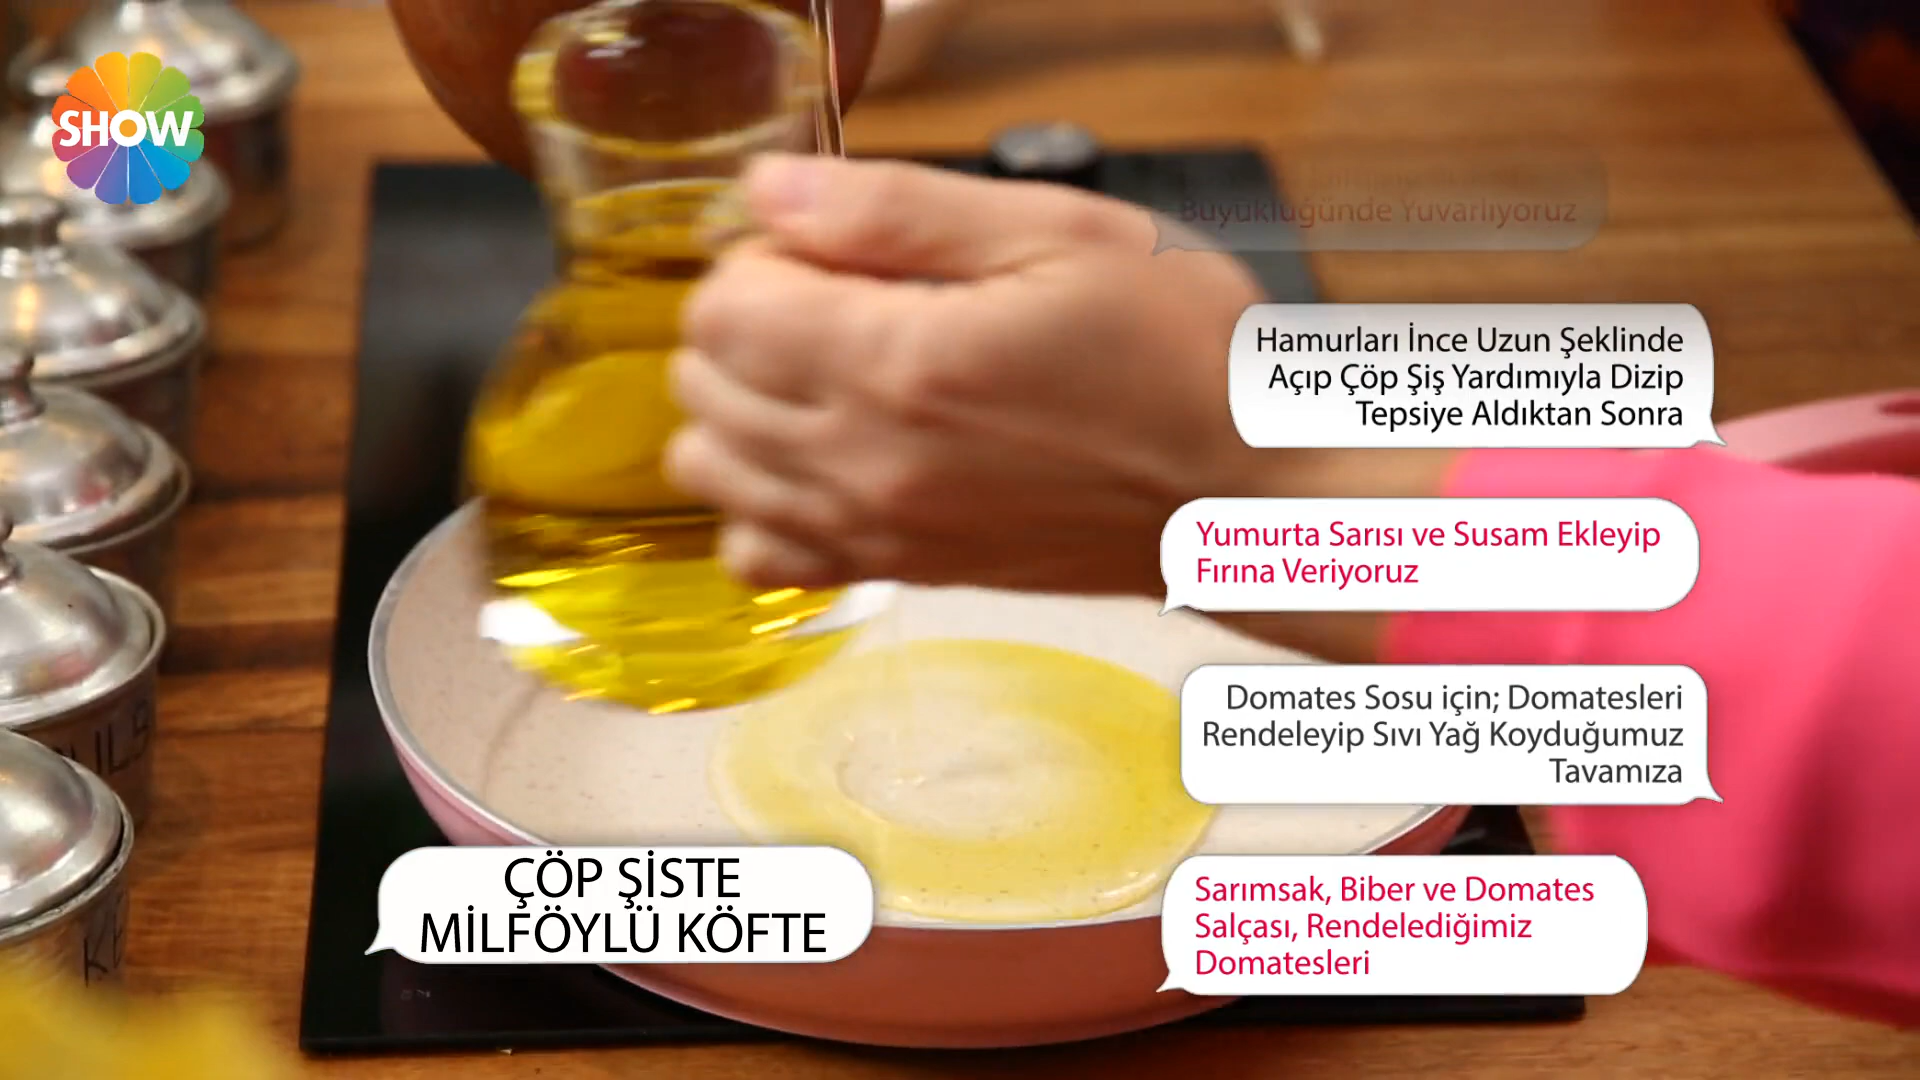 SHOW
Büyüklüğünde Yuvarlıyoruz
Hamurları İnce Uzun Şeklinde
Açıp Çöp Şiş Yardımıyla Dizip
Tepsiye Aldıktan Sonra
Yumurta Sarısı ve Susam Ekleyip
Fırına Veriyoruz
Domates Sosu için; Domatesleri
Rendeleyip Sıvı Yağ Koyduğumuz
Tavamıza
Sarımsak, Biber ve Domates
Salçası, Rendelediğimiz
Domatesleri
ÇÖP ŞİSTE
MİLFÖYLÜ KÖFTE